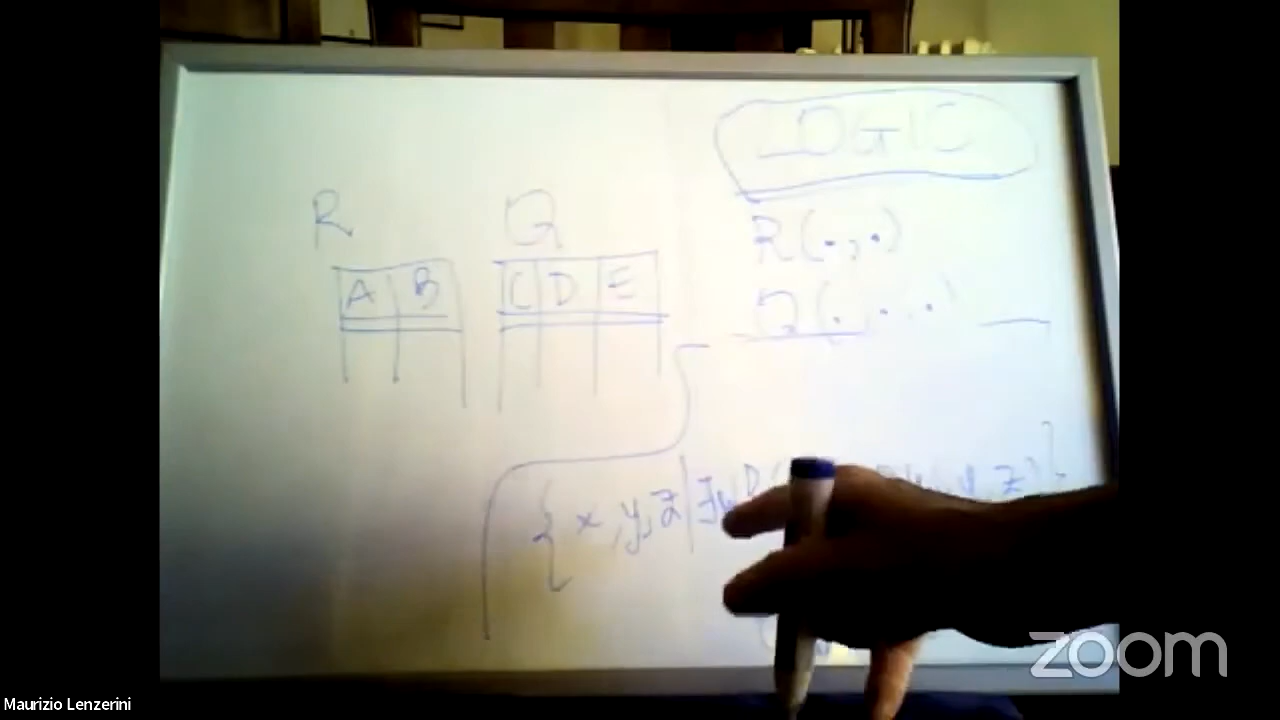 LOGIC
R Q
R(·,·)
A B C D E
Q(·,·,·)
{ x, y, z | ∃w y, z) }
zoom
Maurizio Lenzerini